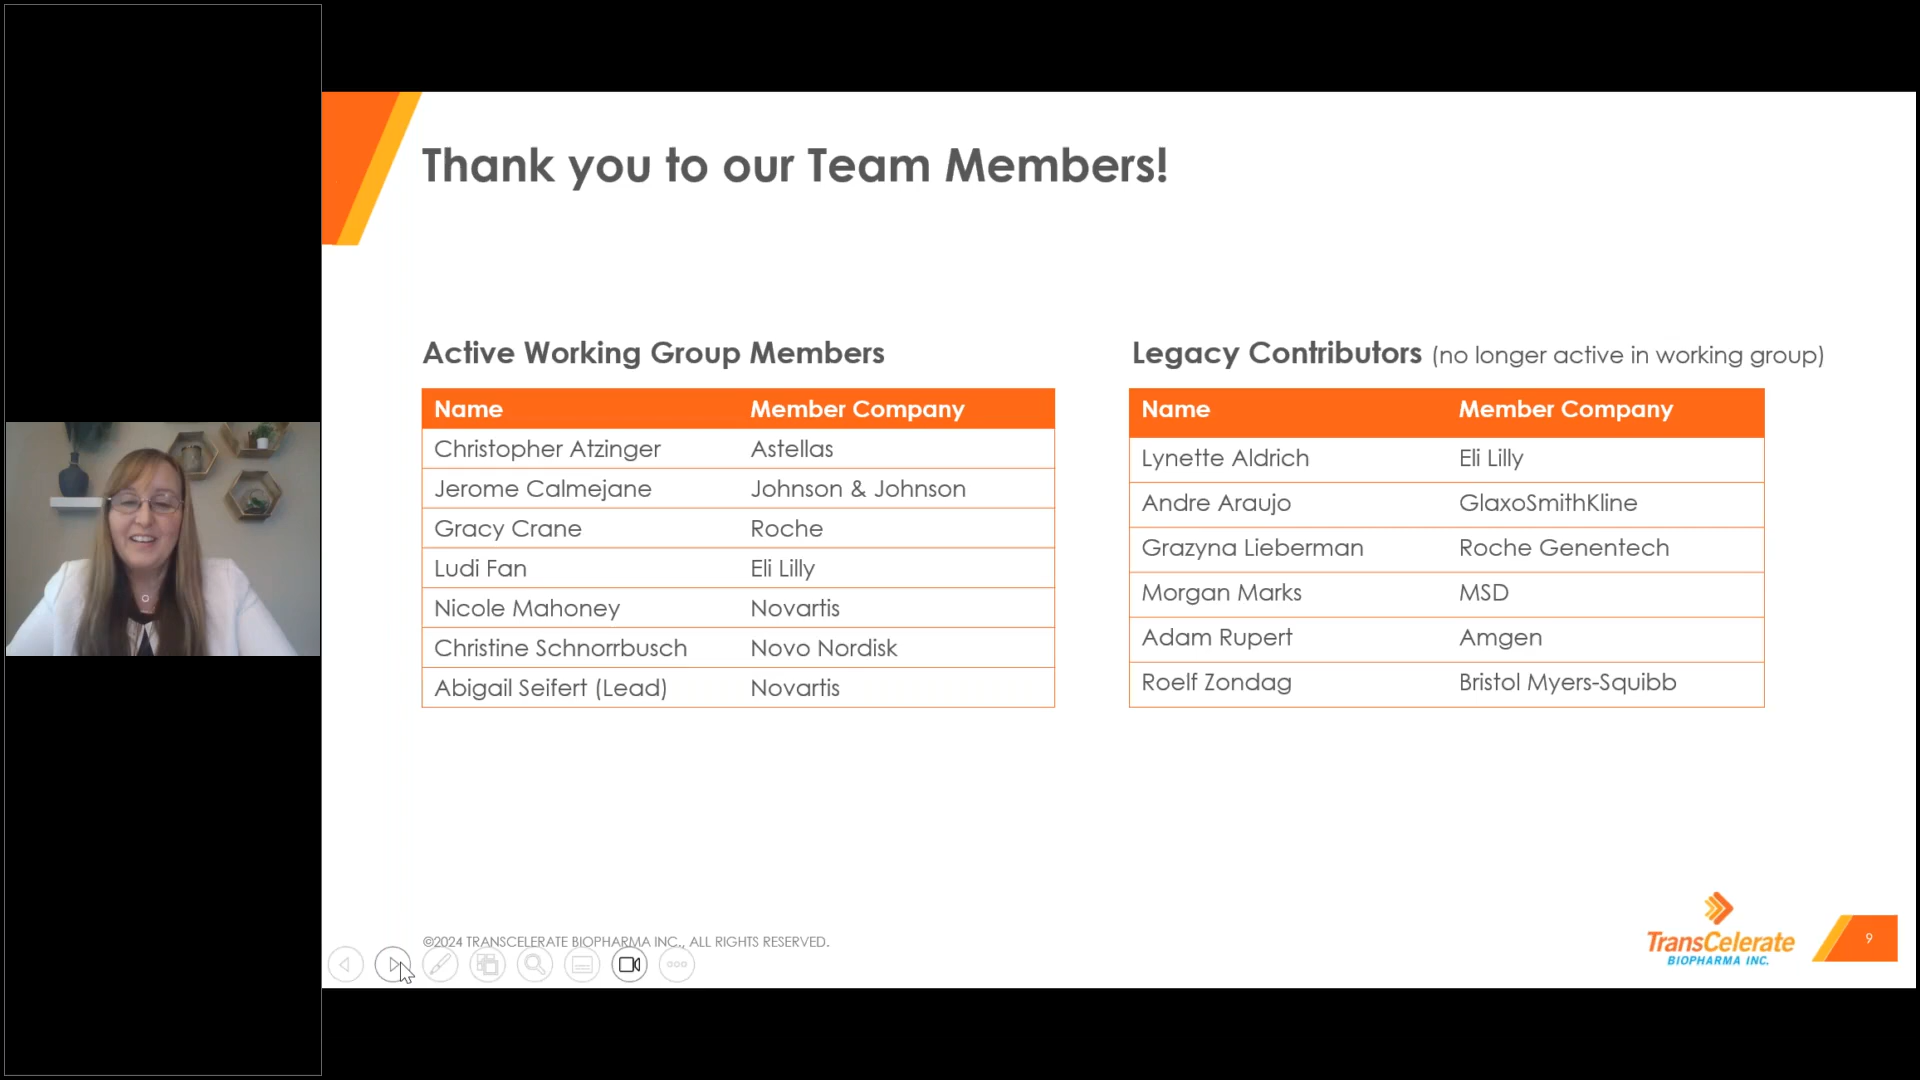 Thank you to our Team Members!
Active Working Group Members
Name Member Company
Christopher Atzinger Astellas
Jerome Calmejane Johnson & Johnson
Gracy Crane Roche
Ludi Fan Eli Lilly
Nicole Mahoney Novartis
Christine Schnorrbusch Novo Nordisk
Abigail Seifert (Lead) Novartis
Legacy Contributors (no longer active in working group)
Name Member Company
Lynette Aldrich Eli Lilly
Andre Araujo GlaxoSmithKline
Grazyna Lieberman Roche Genentech
Morgan Marks MSD
Adam Rupert Amgen
Roelf Zondag Bristol Myers-Squibb
©2024 TRANSCELERATE BIOPHARMA INC., ALL RIGHTS RESERVED.
TransCelerate
BIOPHARMA INC.
9